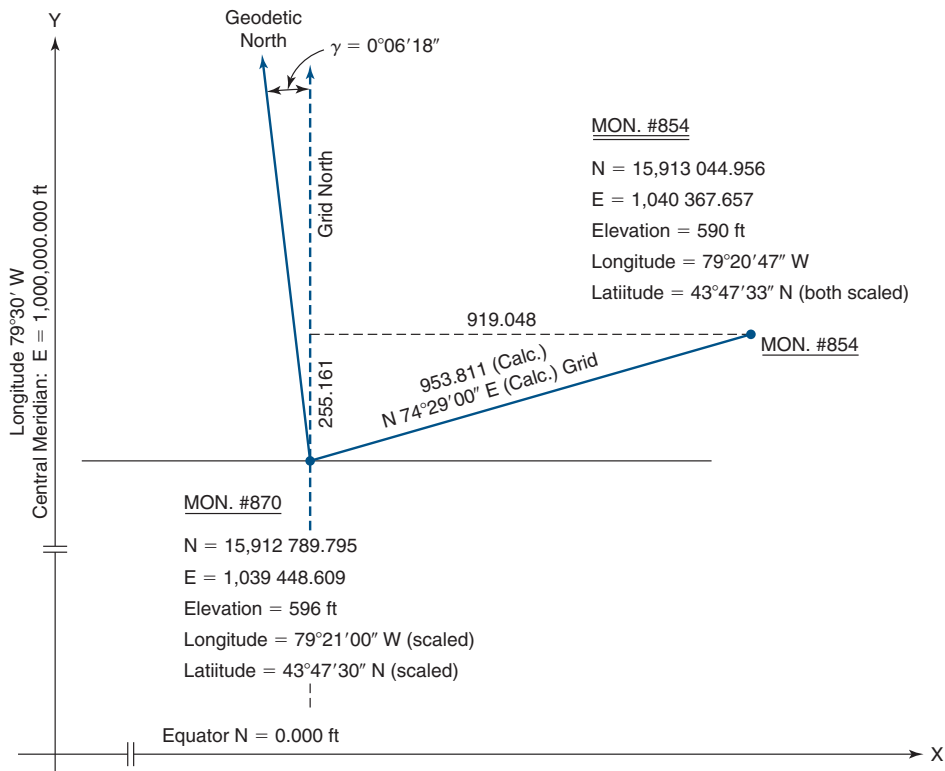 Y
Geodetic
North
γ = 0°06′18″
Grid North
Longitude 79°30′ W
Central Meridian: E = 1,000,000.000 ft
MON. #854
N = 15,913 044.956
E = 1,040 367.657
Elevation = 590 ft
Longitude = 79°20′47″ W
Latiitude = 43°47′33″ N (both scaled)
919.048
MON. #854
953.811 (Calc.)
N 74°29′00″ E (Calc.) Grid
255.161
MON. #870
N = 15,912 789.795
E = 1,039 448.609
Elevation = 596 ft
Longitude = 79°21′00″ W (scaled)
Latiitude = 43°47′30″ N (scaled)
Equator N = 0.000 ft
X